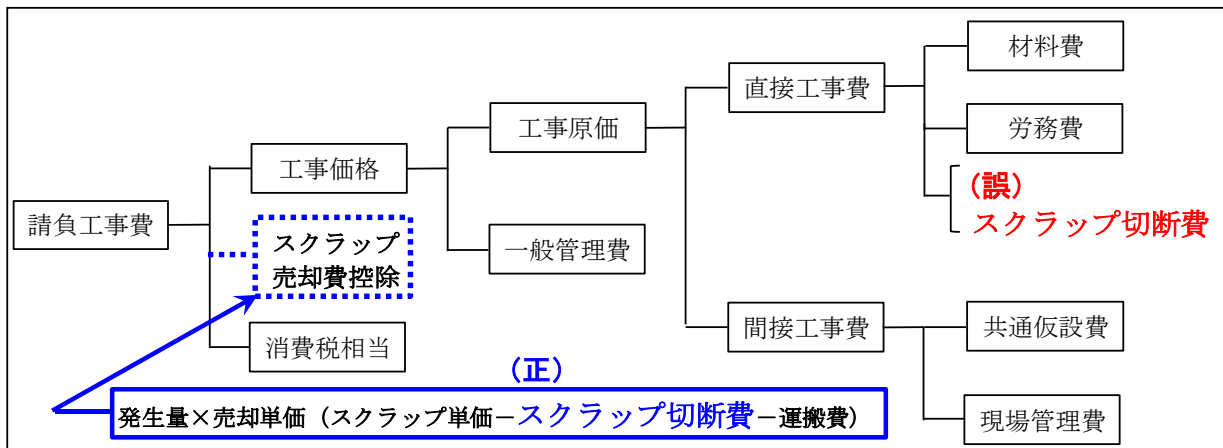 材料費
直接工事費
工事原価
労務費
工事価格
(誤)
スクラップ切断費
請負工事費
スクラップ
売却費控除
一般管理費
間接工事費
共通仮設費
消費税相当
(正)
発生量×売却単価（スクラップ単価－スクラップ切断費－運搬費）
現場管理費